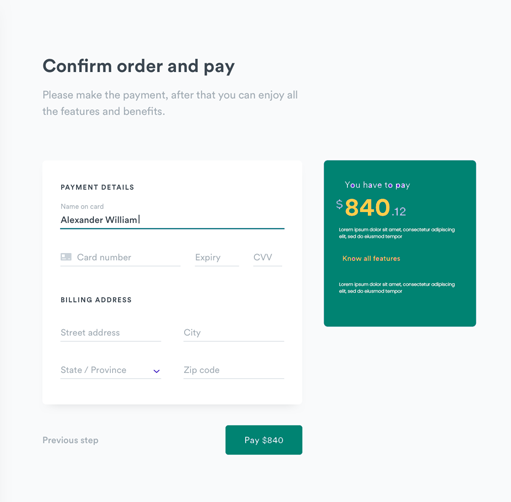 Confirm order and pay
Please make the payment, after that you can enjoy all
the features and benefits.
PAYMENT DETAILS
Name on card
Alexander William
Card number
Expiry
CVV
BILLING ADDRESS
Street address
City
State / Province
Zip code
Previous step
Pay $840
You have to pay
$840.12
Lorem ipsum dolor sit amet, consectetur adipiscing
elit, sed do eiusmod tempor
Know all features
Lorem ipsum dolor sit amet, consectetur adipiscing
elit, sed do eiusmod tempor